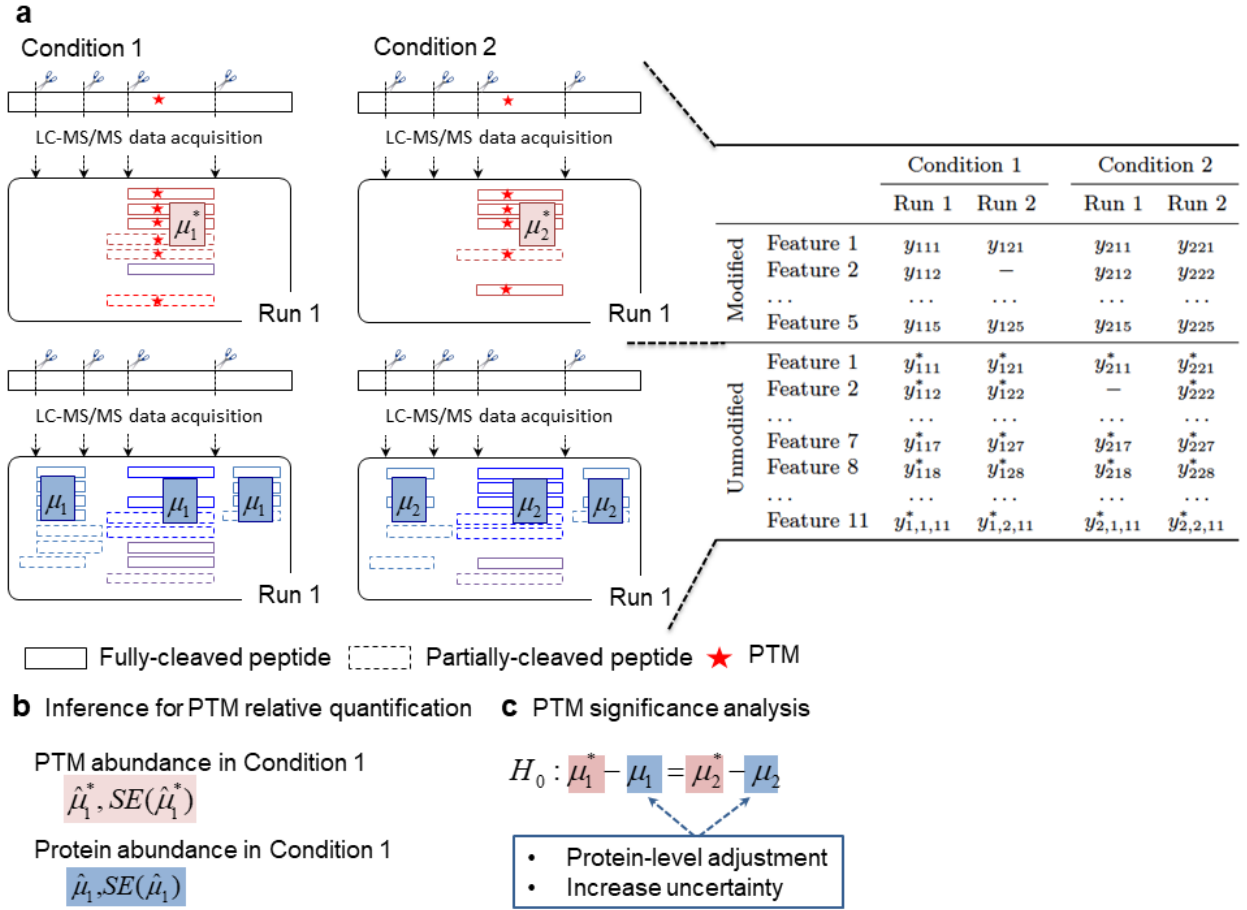 a
Condition 1
Condition 2
LC-MS/MS data acquisition
LC-MS/MS data acquisition
μ₁*
μ₂*
Run 1
Run 1
LC-MS/MS data acquisition
LC-MS/MS data acquisition
μ₁ μ₁ μ₁
μ₂ μ₂ μ₂
Run 1
Run 1
Condition 1 Condition 2
Run 1 Run 2 Run 1 Run 2
Modified
Feature 1 y₁₁₁ y₁₂₁ y₂₁₁ y₂₂₁
Feature 2 y₁₁₂ – y₂₁₂ y₂₂₂
... ... ... ... ...
Feature 5 y₁₁₅ y₁₂₅ y₂₁₅ y₂₂₅
Unmodified
Feature 1 y*₁₁₁ y*₁₂₁ y*₂₁₁ y*₂₂₁
Feature 2 y*₁₁₂ y*₁₂₂ – y*₂₂₂
... ... ... ... ...
Feature 7 y*₁₁₇ y*₁₂₇ y*₂₁₇ y*₂₂₇
Feature 8 y*₁₁₈ y*₁₂₈ y*₂₁₈ y*₂₂₈
... ... ... ... ...
Feature 11 y*₁,₁,₁₁ y*₁,₂,₁₁ y*₂,₁,₁₁ y*₂,₂,₁₁
Fully-cleaved peptide Partially-cleaved peptide PTM
b Inference for PTM relative quantification
PTM abundance in Condition 1
μ̂₁*, SE(μ̂₁*)
Protein abundance in Condition 1
μ̂₁, SE(μ̂₁)
c PTM significance analysis
H₀ : μ₁* − μ₁ = μ₂* − μ₂
• Protein-level adjustment
• Increase uncertainty